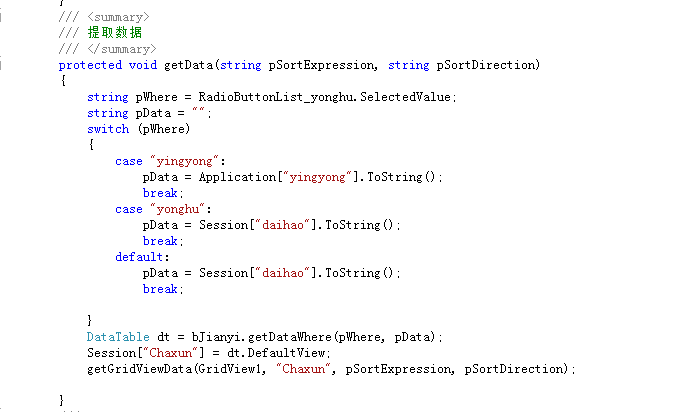 }
/// <summary>
/// 提取数据
/// </summary>
protected void getData(string pSortExpression, string pSortDirection)
{
string pWhere = RadioButtonList_yonghu.SelectedValue;
string pData = "";
switch (pWhere)
{
case "yingyong":
pData = Application["yingyong"].ToString();
break;
case "yonghu":
pData = Session["daihao"].ToString();
break;
default:
pData = Session["daihao"].ToString();
break;
}
DataTable dt = bJianyi.getDataWhere(pWhere, pData);
Session["Chaxun"] = dt.DefaultView;
getGridViewData(GridView1, "Chaxun", pSortExpression, pSortDirection);
}